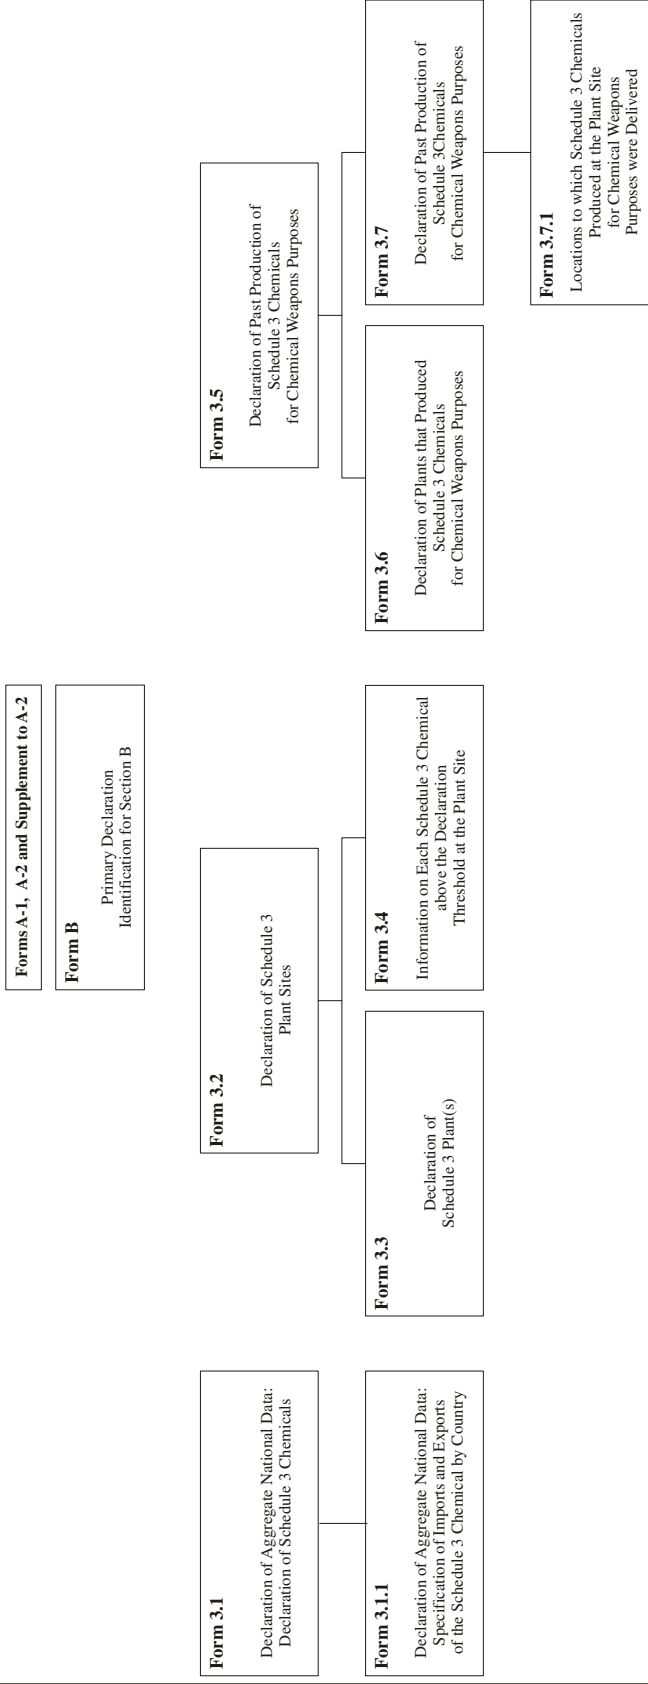 Forms A-1, A-2 and Supplement to A-2
Form B
Primary Declaration
Identification for Section B
Form 3.1
Declaration of Aggregate National Data:
Declaration of Schedule 3 Chemicals
Form 3.1.1
Declaration of Aggregate National Data:
Specification of Imports and Exports
of the Schedule 3 Chemical by Country
Form 3.2
Declaration of Schedule 3
Plant Sites
Form 3.3
Declaration of
Schedule 3 Plant(s)
Form 3.4
Information on Each Schedule 3 Chemical
above the Declaration
Threshold at the Plant Site
Form 3.5
Declaration of Past Production of
Schedule 3 Chemicals
for Chemical Weapons Purposes
Form 3.6
Declaration of Plants that Produced
Schedule 3 Chemicals
for Chemical Weapons Purposes
Form 3.7
Declaration of Past Production of
Schedule 3Chemicals
for Chemical Weapons Purposes
Form 3.7.1
Locations to which Schedule 3 Chemicals
Produced at the Plant Site
for Chemical Weapons
Purposes were Delivered